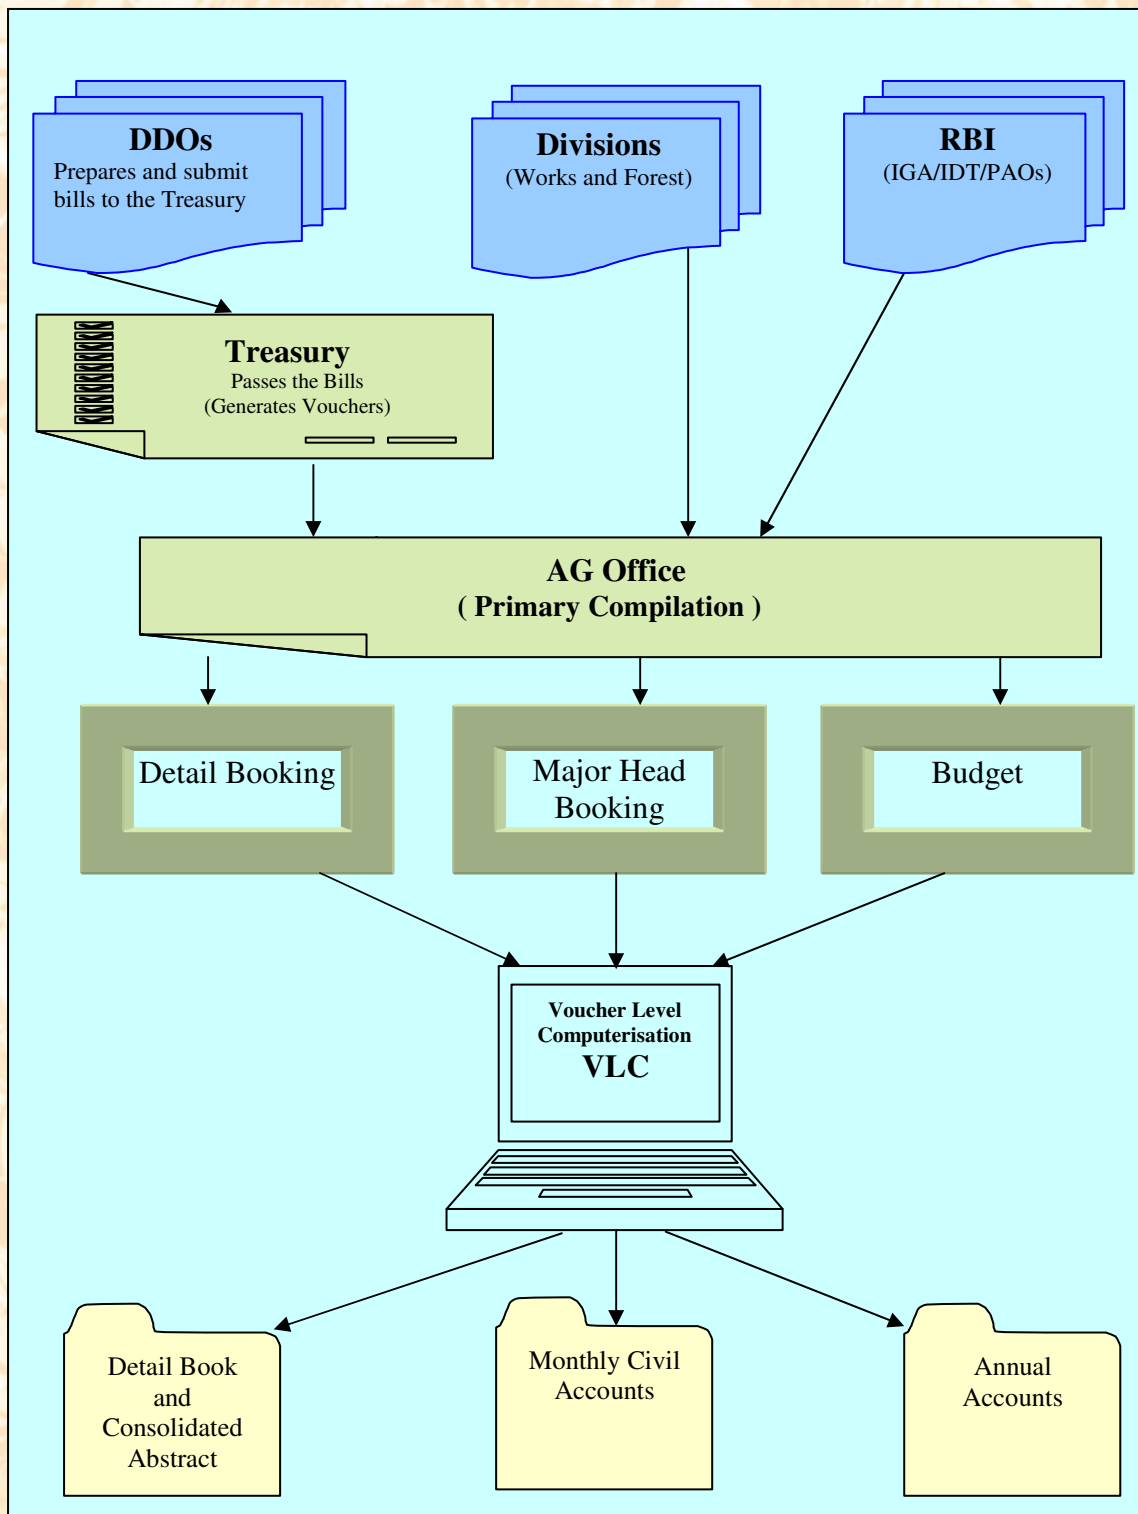 DDOs
Prepares and submit
bills to the Treasury
Divisions
(Works and Forest)
RBI
(IGA/IDT/PAOs)
Treasury
Passes the Bills
(Generates Vouchers)
AG Office
( Primary Compilation )
Detail Booking
Major Head
Booking
Budget
Voucher Level
Computerisation
VLC
Detail Book
and
Consolidated
Abstract
Monthly Civil
Accounts
Annual
Accounts